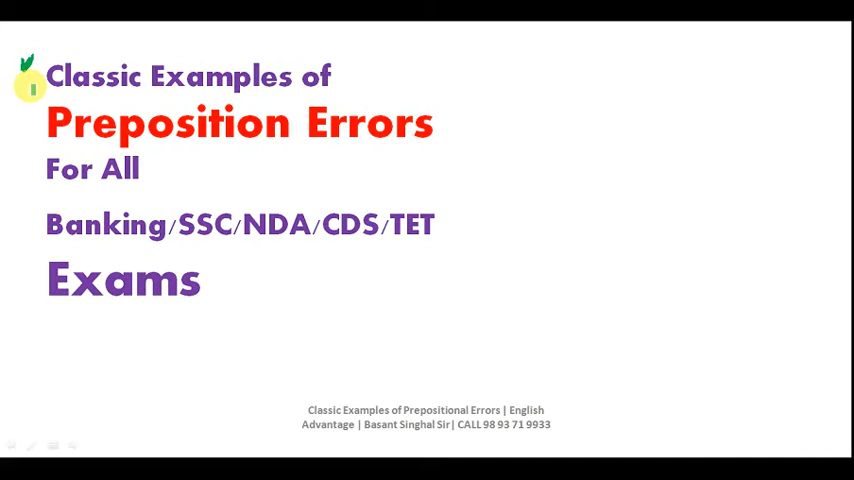 Classic Examples of
Preposition Errors
For All
Banking/SSC/NDA/CDS/TET
Exams
Classic Examples of Prepositional Errors | English
Advantage | Basant Singhal Sir| CALL 98 93 71 9933